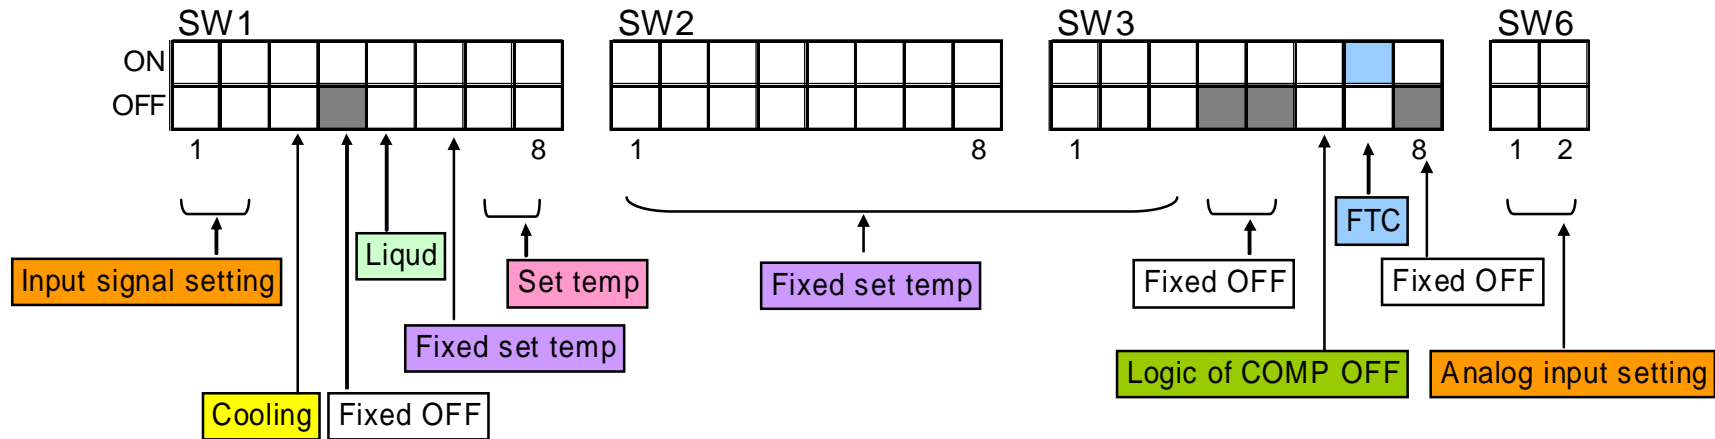 SW1 SW2 SW3 SW6
ON
OFF
1 8 1 8 1 8 1 2
Input signal setting
Liqud
Set temp
Fixed set temp
Fixed set temp
Cooling
Fixed OFF
Fixed OFF
FTC
Fixed OFF
Logic of COMP OFF
Analog input setting